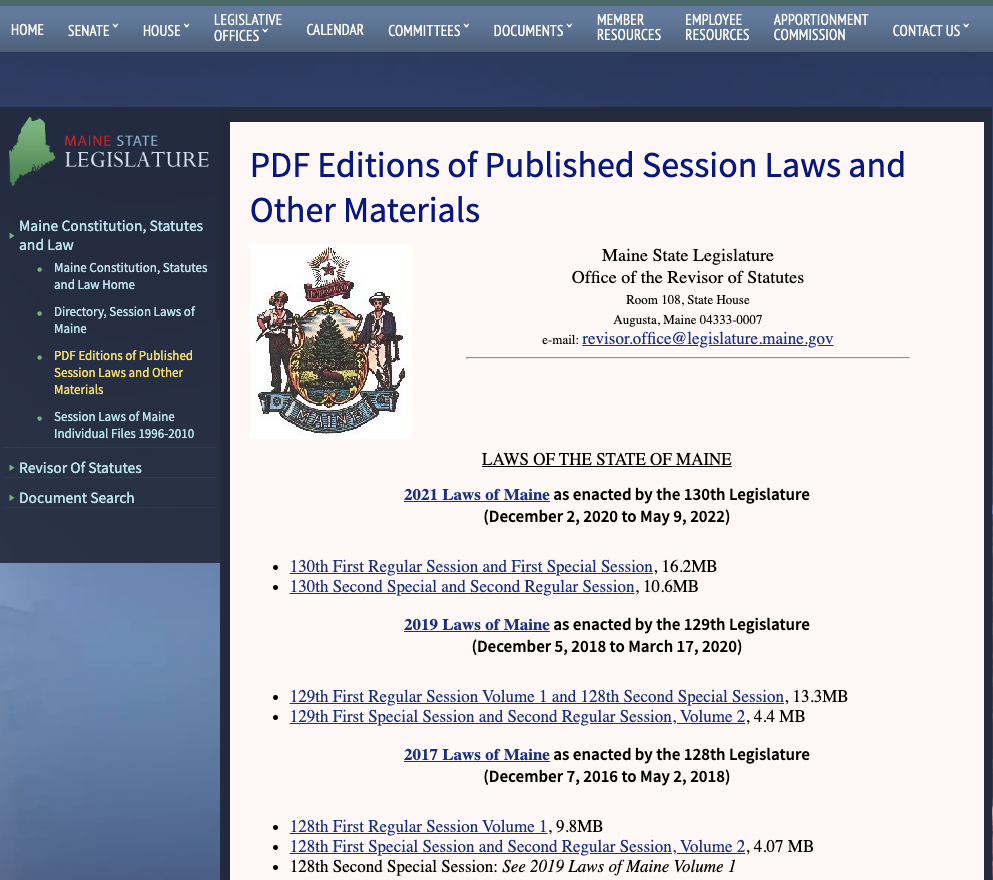 HOME
SENATE
HOUSE
LEGISLATIVE
OFFICES
CALENDAR
COMMITTEES
DOCUMENTS
MEMBER
RESOURCES
EMPLOYEE
RESOURCES
APPORTIONMENT
COMMISSION
CONTACT US
MAINE STATE
LEGISLATURE
Maine Constitution, Statutes
and Law
Maine Constitution, Statutes
and Law Home
Directory, Session Laws of
Maine
PDF Editions of Published
Session Laws and Other
Materials
Session Laws of Maine
Individual Files 1996-2010
Revisor Of Statutes
Document Search
PDF Editions of Published Session Laws and
Other Materials
MAINE
Maine State Legislature
Office of the Revisor of Statutes
Room 108, State House
Augusta, Maine 04333-0007
e-mail: revisor.office@legislature.maine.gov
LAWS OF THE STATE OF MAINE
2021 Laws of Maine as enacted by the 130th Legislature
(December 2, 2020 to May 9, 2022)
• 130th First Regular Session and First Special Session, 16.2MB
• 130th Second Special and Second Regular Session, 10.6MB
2019 Laws of Maine as enacted by the 129th Legislature
(December 5, 2018 to March 17, 2020)
• 129th First Regular Session Volume 1 and 128th Second Special Session, 13.3MB
• 129th First Special Session and Second Regular Session, Volume 2, 4.4 MB
2017 Laws of Maine as enacted by the 128th Legislature
(December 7, 2016 to May 2, 2018)
• 128th First Regular Session Volume 1, 9.8MB
• 128th First Special Session and Second Regular Session, Volume 2, 4.07 MB
• 128th Second Special Session: See 2019 Laws of Maine Volume 1